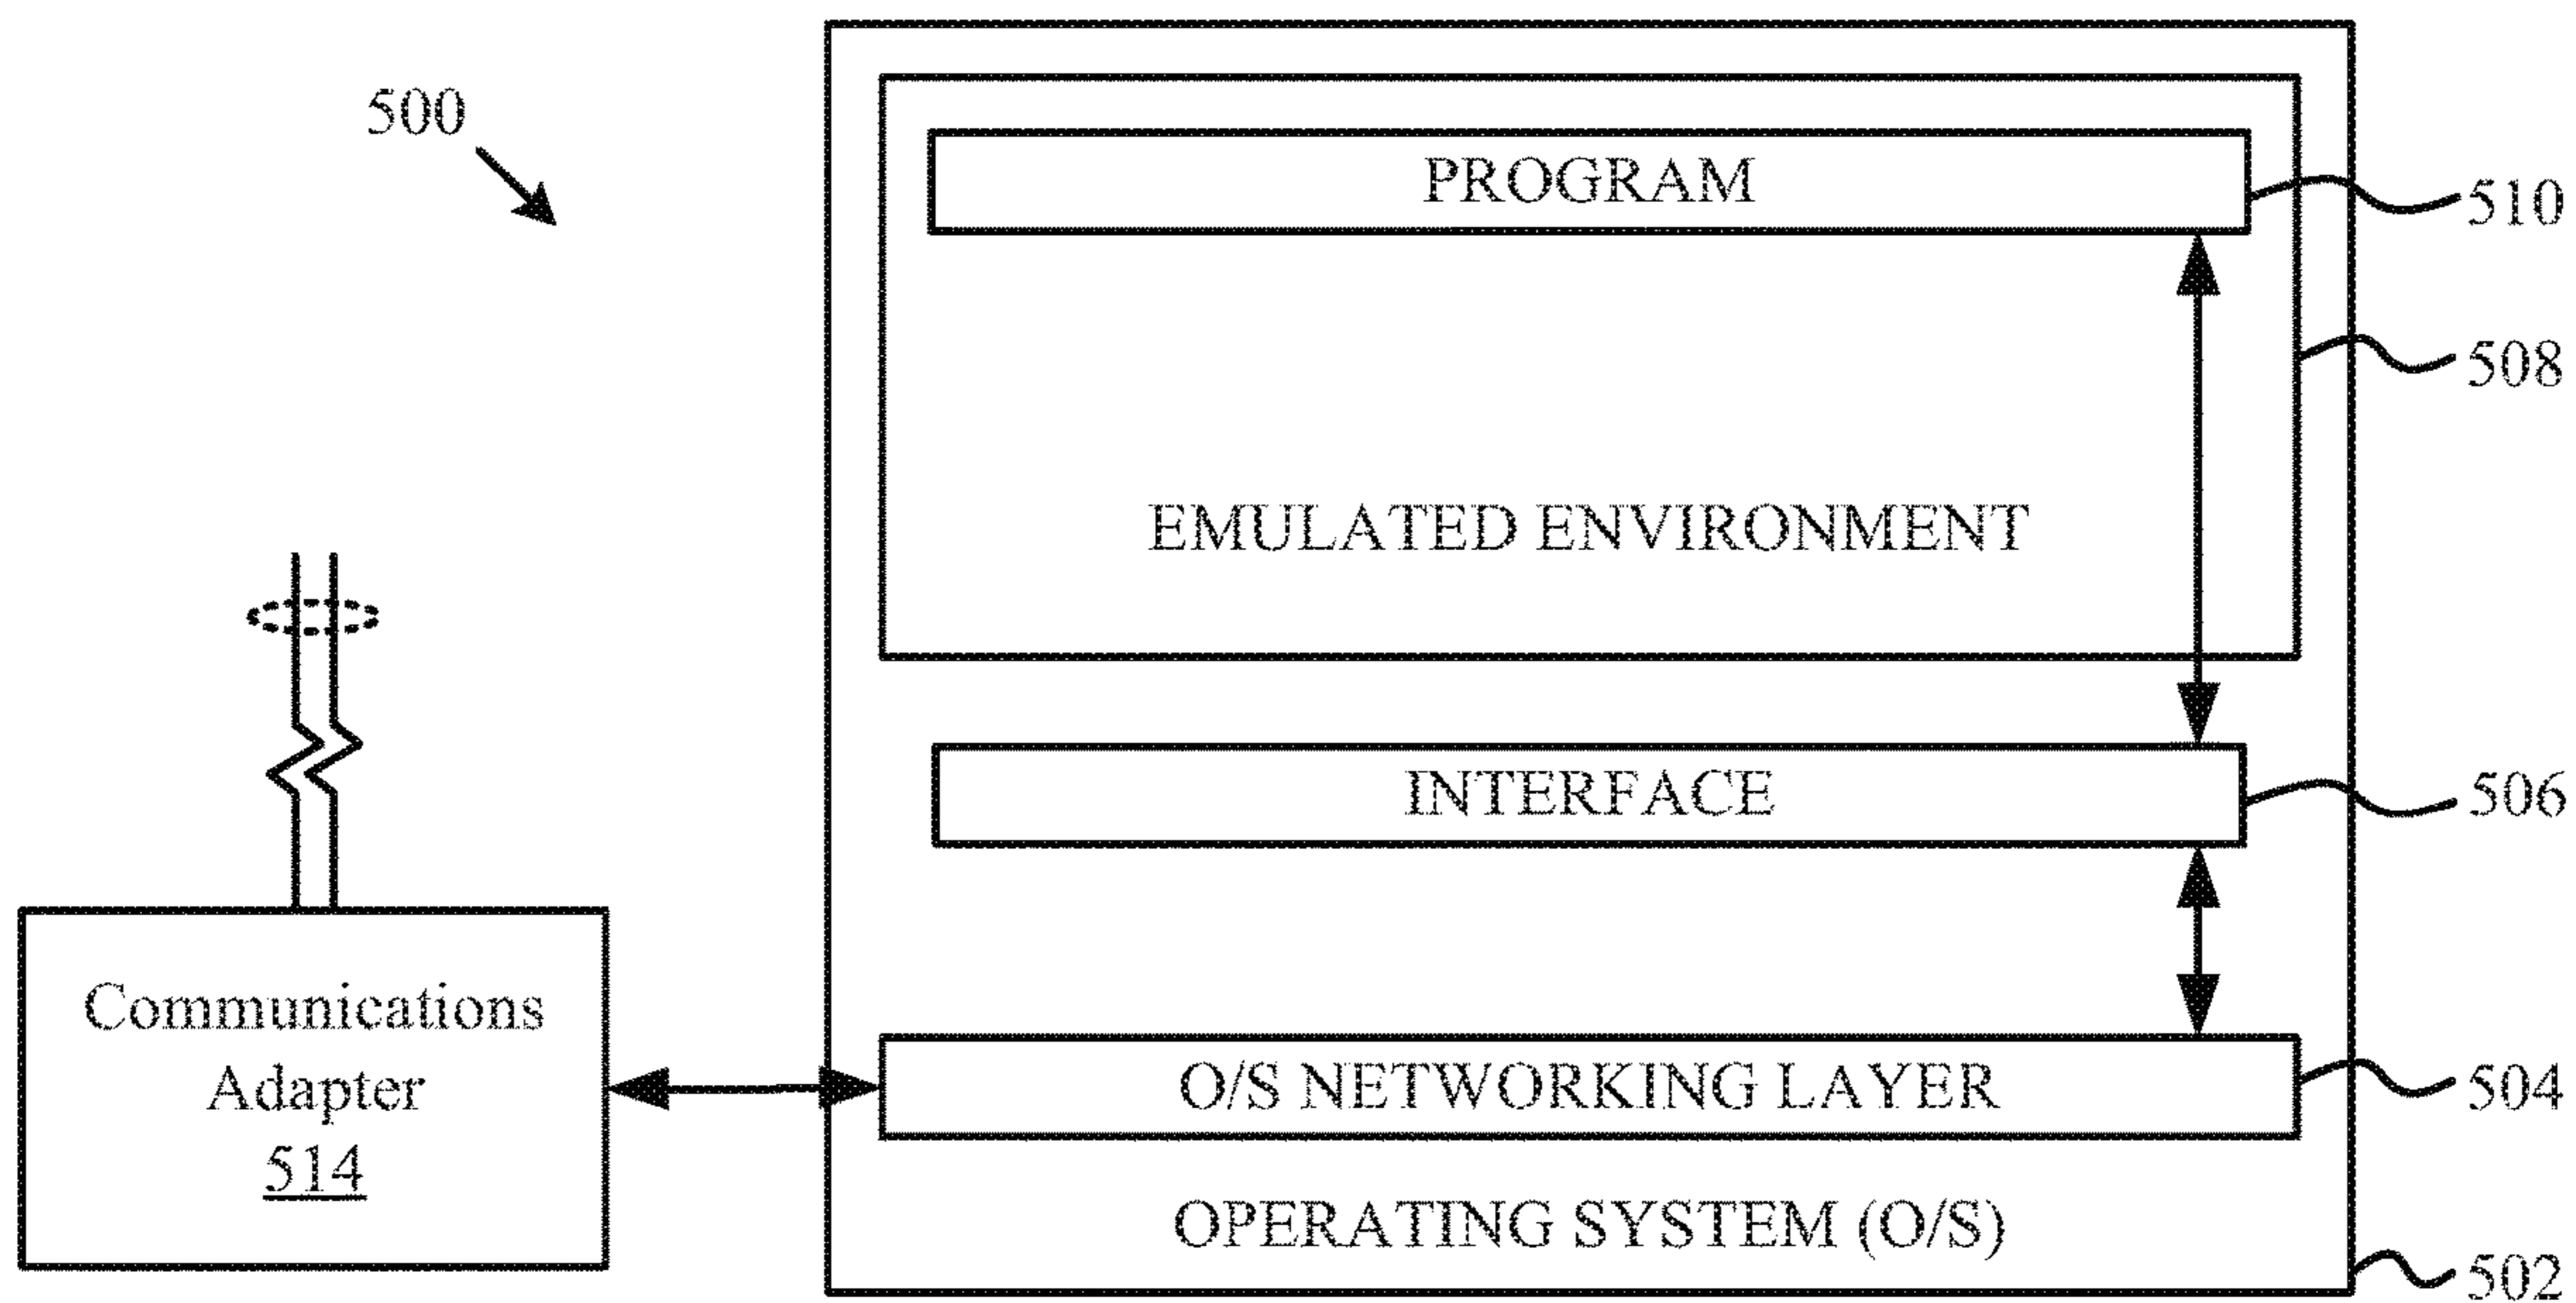 500
PROGRAM
510
508
EMULATED ENVIRONMENT
INTERFACE
506
Communications
Adapter
514
O/S NETWORKING LAYER
504
OPERATING SYSTEM (O/S)
502